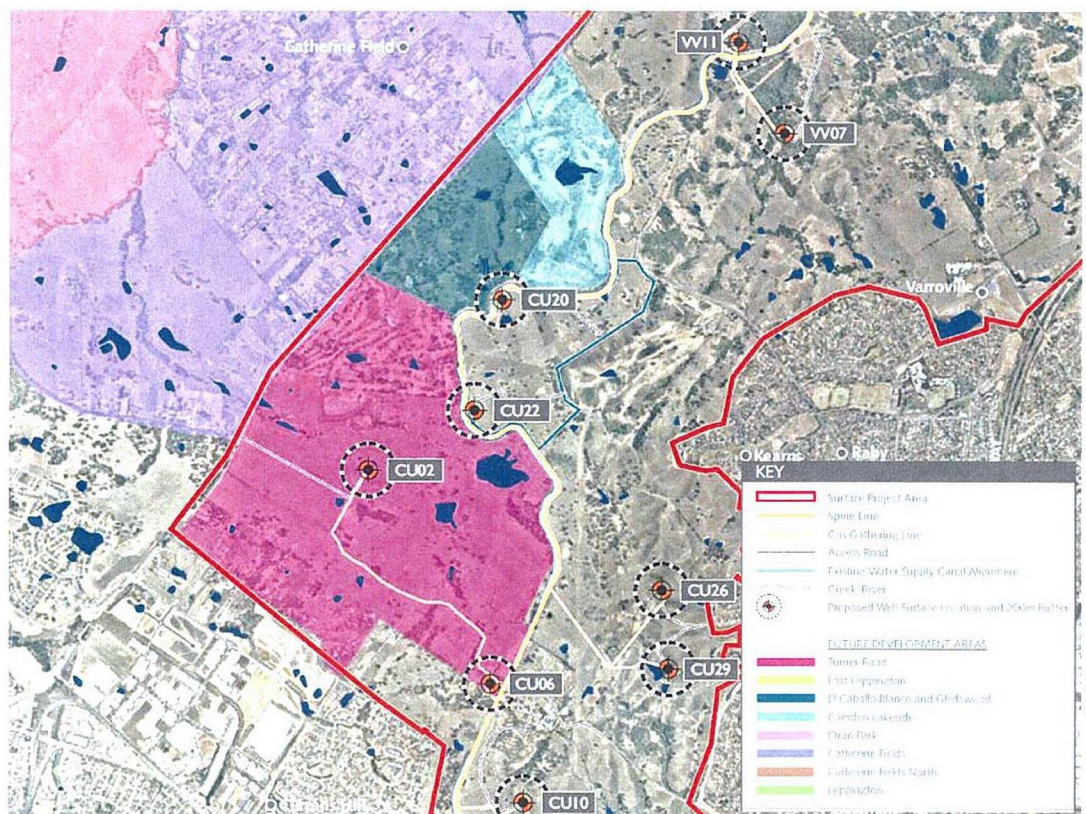 Catherine Field
VV11
VV07
CU20
Varroville
CU22
CU02
Kearns
Raby
KEY
Surface Project Area
Spine Line
Gas Gathering Line
Access Road
Existing Water Supply Canal Alignment
Creek/River
Proposed Well Surface Location and 200m Buffer
CU26
CU29
CU06
CU10
FUTURE DEVELOPMENT AREAS
Turner Road
East Leppington
El Caballo Blanco and Gledswood
Camden Lakeside
Oran Park
Catherine Fields
Catherine Fields North
Leppington